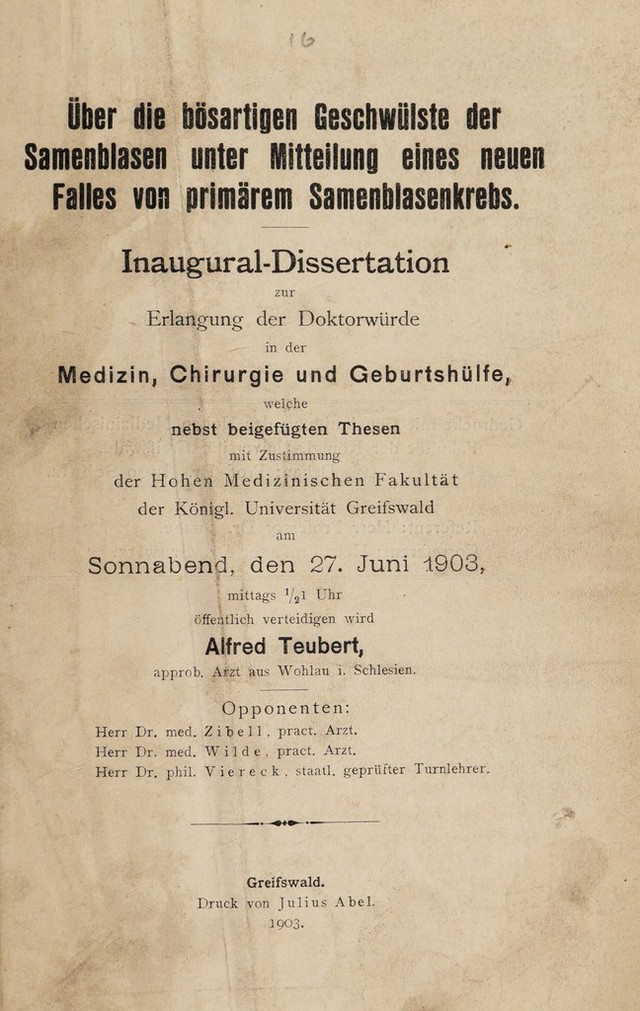 16
Über die bösartigen Geschwülste der
Samenblasen unter Mitteilung eines neuen
Falles von primärem Samenblasenkrebs.
Inaugural-Dissertation
zur
Erlangung der Doktorwürde
in der
Medizin, Chirurgie und Geburtshülfe,
welche
nebst beigefügten Thesen
mit Zustimmung
der Hohen Medizinischen Fakultät
der Königl. Universität Greifswald
am
Sonnabend, den 27. Juni 1903,
mittags ½1 Uhr
öffentlich verteidigen wird
Alfred Teubert,
approb. Arzt aus Wohlau i. Schlesien.
Opponenten:
Herr Dr. med. Zibell, pract. Arzt.
Herr Dr. med. Wilde, pract. Arzt.
Herr Dr. phil. Viereck, staatl. geprüfter Turnlehrer.
Greifswald.
Druck von Julius Abel.
1903.